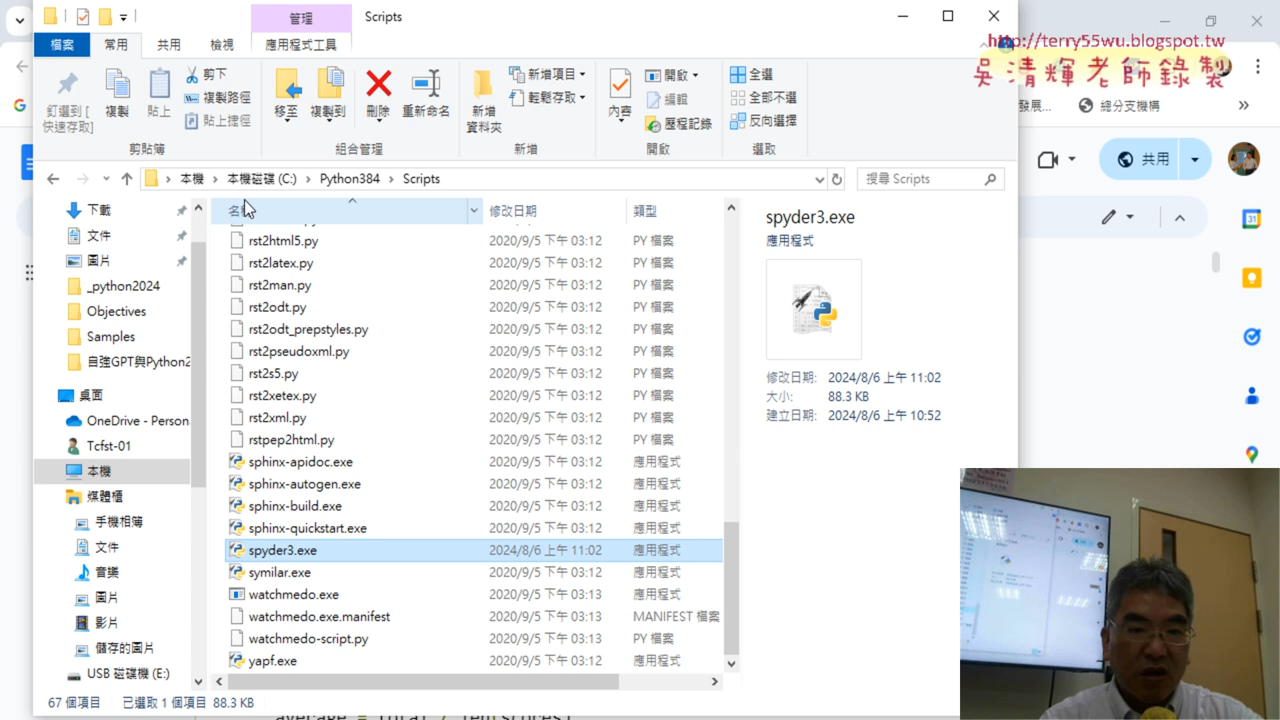 管理
Scripts
檔案
常用
共用
檢視
應用程式工具
http://terry55wu.blogspot.tw
吳清輝老師錄製
釘選到 [
快速存取]
複製
貼上
剪下
複製路徑
貼上捷徑
剪貼簿
移至
複製到
刪除
重新命名
組合管理
新增
資料夾
新增項目
輕鬆存取
新增
內容
開啟
編輯
歷程記錄
開啟
全選
全部不選
反向選擇
選取
發展...
總分支機構
共用
本機 › 本機磁碟 (C:) › Python384 › Scripts
搜尋 Scripts
下載
文件
圖片
_python2024
Objectives
Samples
自強GPT與Python2
桌面
OneDrive - Person
Tcfst-01
本機
媒體櫃
手機相簿
文件
音樂
圖片
影片
儲存的圖片
USB 磁碟機 (E:)
修改日期
類型
rst2html5.py 2020/9/5 下午 03:12 PY 檔案
rst2latex.py 2020/9/5 下午 03:12 PY 檔案
rst2man.py 2020/9/5 下午 03:12 PY 檔案
rst2odt.py 2020/9/5 下午 03:12 PY 檔案
rst2odt_prepstyles.py 2020/9/5 下午 03:12 PY 檔案
rst2pseudoxml.py 2020/9/5 下午 03:12 PY 檔案
rst2s5.py 2020/9/5 下午 03:12 PY 檔案
rst2xetex.py 2020/9/5 下午 03:12 PY 檔案
rst2xml.py 2020/9/5 下午 03:12 PY 檔案
rstpep2html.py 2020/9/5 下午 03:12 PY 檔案
sphinx-apidoc.exe 2020/9/5 下午 03:12 應用程式
sphinx-autogen.exe 2020/9/5 下午 03:12 應用程式
sphinx-build.exe 2020/9/5 下午 03:12 應用程式
sphinx-quickstart.exe 2020/9/5 下午 03:12 應用程式
spyder3.exe 2024/8/6 上午 11:02 應用程式
symilar.exe 2020/9/5 下午 03:12 應用程式
watchmedo.exe 2020/9/5 下午 03:13 應用程式
watchmedo.exe.manifest 2020/9/5 下午 03:13 MANIFEST 檔案
watchmedo-script.py 2020/9/5 下午 03:13 PY 檔案
yapf.exe 2020/9/5 下午 03:12 應用程式
spyder3.exe
應用程式
修改日期: 2024/8/6 上午 11:02
大小: 88.3 KB
建立日期: 2024/8/6 上午 10:52
67 個項目 已選取 1 個項目 88.3 KB